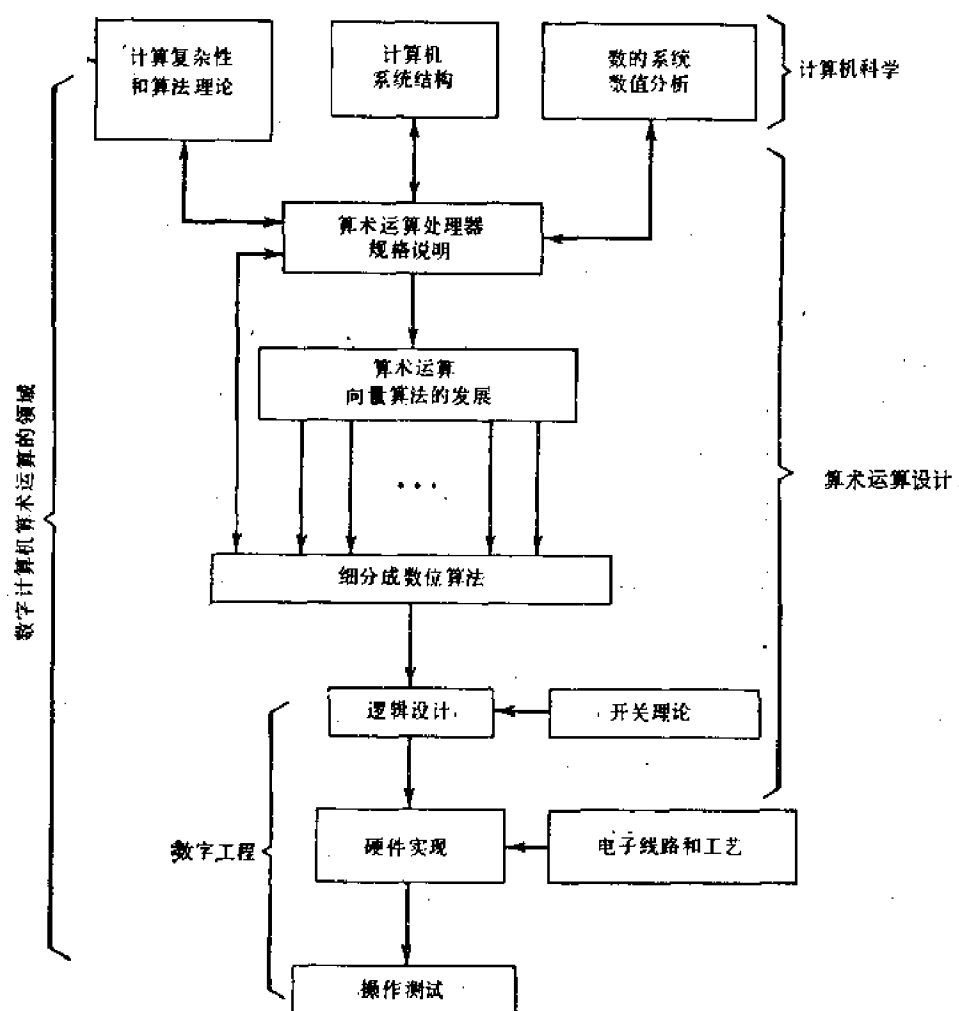 计算复杂性
和算法理论
计算机
系统结构
数的系统
数值分析
计算机科学
算术运算处理器
规格说明
算术运算
向量算法的发展
...
算术运算设计
数字计算机算术运算的领域
细分成数位算法
逻辑设计
开关理论
数字工程
硬件实现
电子线路和工艺
操作测试